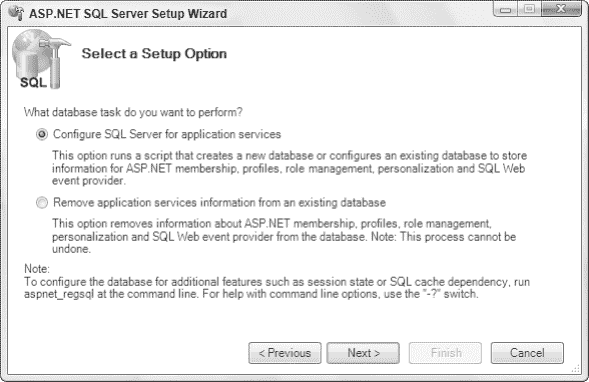 ASP.NET SQL Server Setup Wizard
SQL
Select a Setup Option
What database task do you want to perform?
Configure SQL Server for application services
This option runs a script that creates a new database or configures an existing database to store
information for ASP.NET membership, profiles, role management, personalization and SQL Web
event provider.
Remove application services information from an existing database
This option removes information about ASP.NET membership, profiles, role management,
personalization and SQL Web event provider from the database. Note: This process cannot be
undone.
Note:
To configure the database for additional features such as session state or SQL cache dependency, run
aspnet_regsql at the command line. For help with command line options, use the "-?" switch.
< Previous
Next >
Finish
Cancel